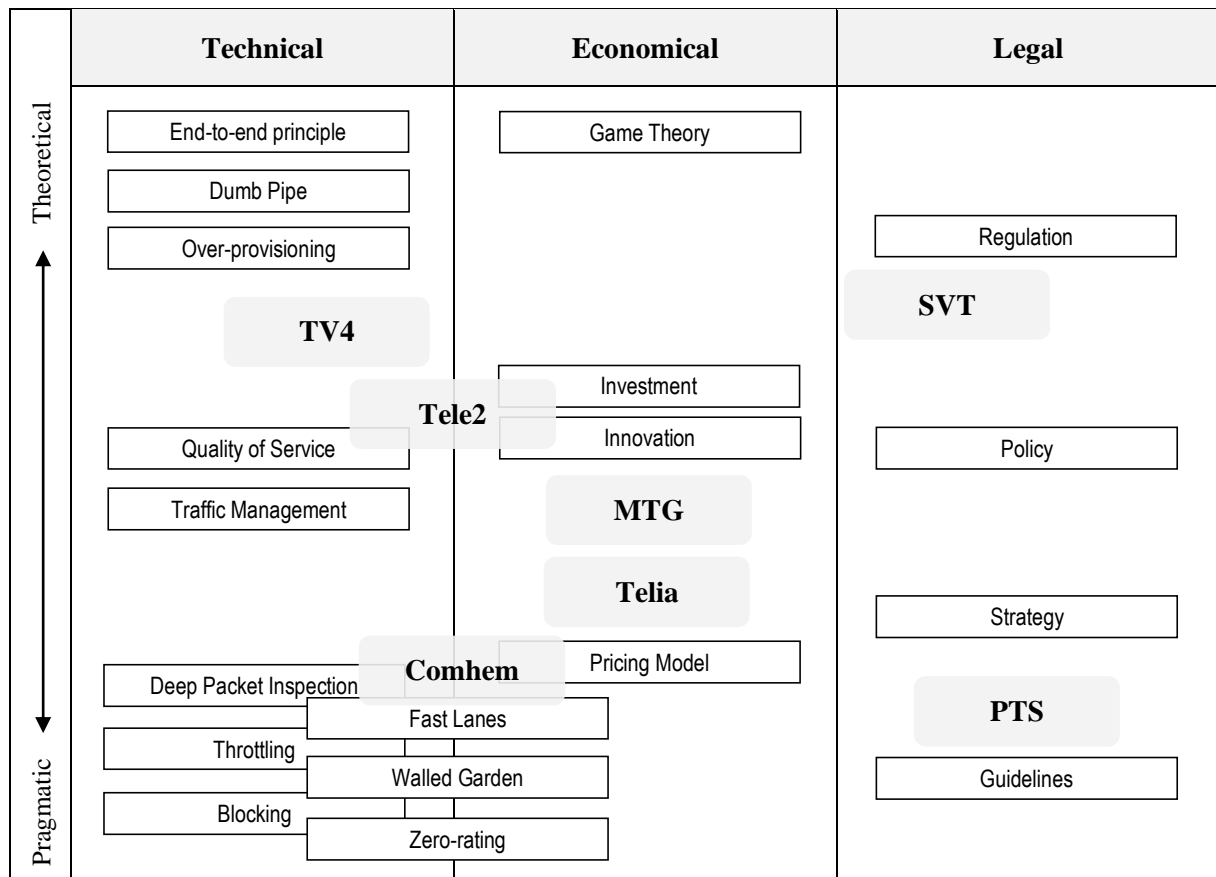 Technical
Economical
Legal
Theoretical
Pragmatic
End-to-end principle
Game Theory
Dumb Pipe
Regulation
Over-provisioning
SVT
TV4
Investment
Tele2
Innovation
Quality of Service
Policy
MTG
Traffic Management
Telia
Strategy
Pricing Model
Comhem
Deep Packet Inspection
PTS
Fast Lanes
Throttling
Walled Garden
Guidelines
Blocking
Zero-rating